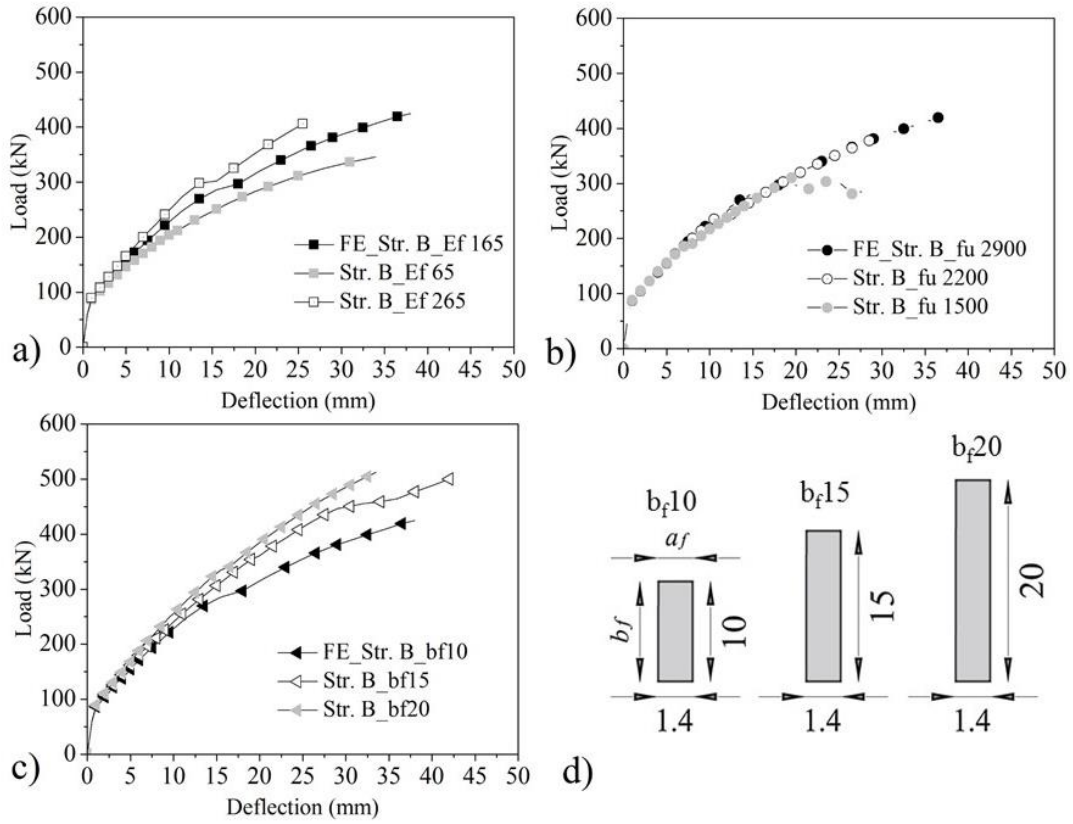 600
500
400
300
200
100
0
Load (kN)
FE_Str. B_Ef 165
Str. B_Ef 65
Str. B_Ef 265
0 5 10 15 20 25 30 35 40 45 50
Deflection (mm)
a)
600
500
400
300
200
100
0
Load (kN)
FE_Str. B_fu 2900
Str. B_fu 2200
Str. B_fu 1500
0 5 10 15 20 25 30 35 40 45 50
Deflection (mm)
b)
600
500
400
300
200
100
0
Load (kN)
FE_Str. B_bf10
Str. B_bf15
Str. B_bf20
0 5 10 15 20 25 30 35 40 45 50
Deflection (mm)
c)
bf10
af
bf
10
1.4
bf15
15
1.4
bf20
20
1.4
d)